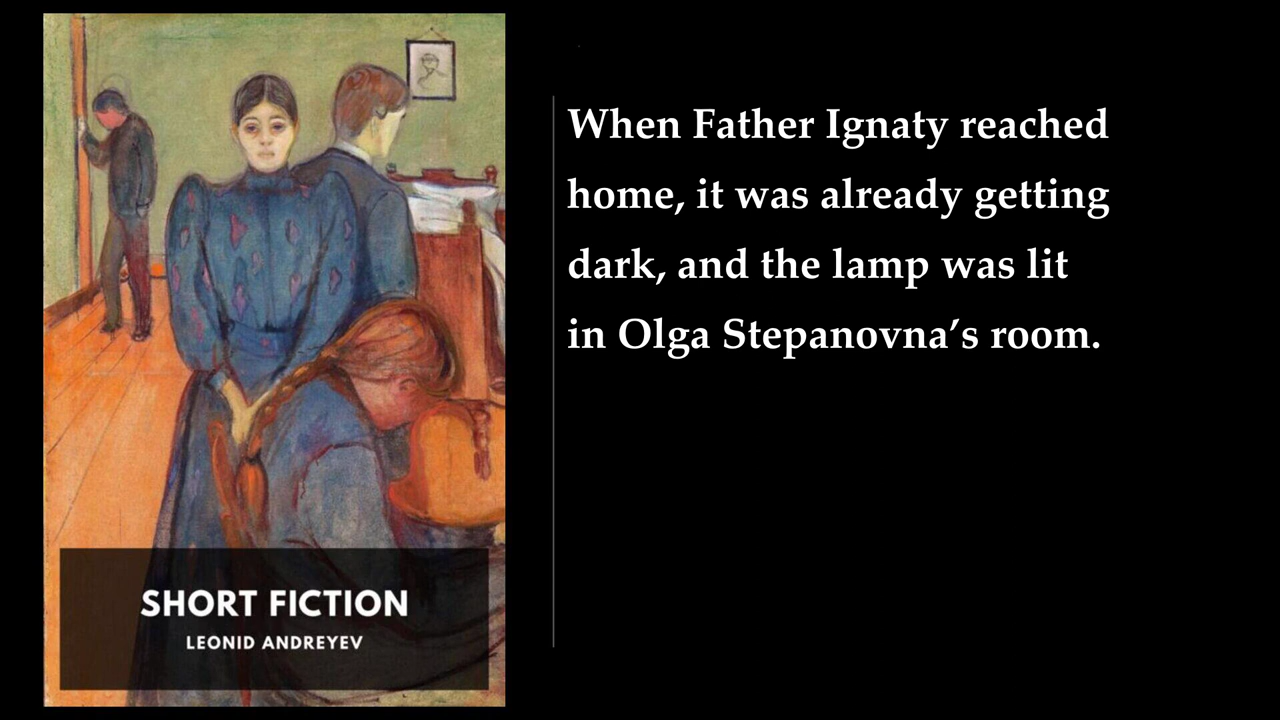 SHORT FICTION
LEONID ANDREYEV
When Father Ignaty reached
home, it was already getting
dark, and the lamp was lit
in Olga Stepanovna’s room.